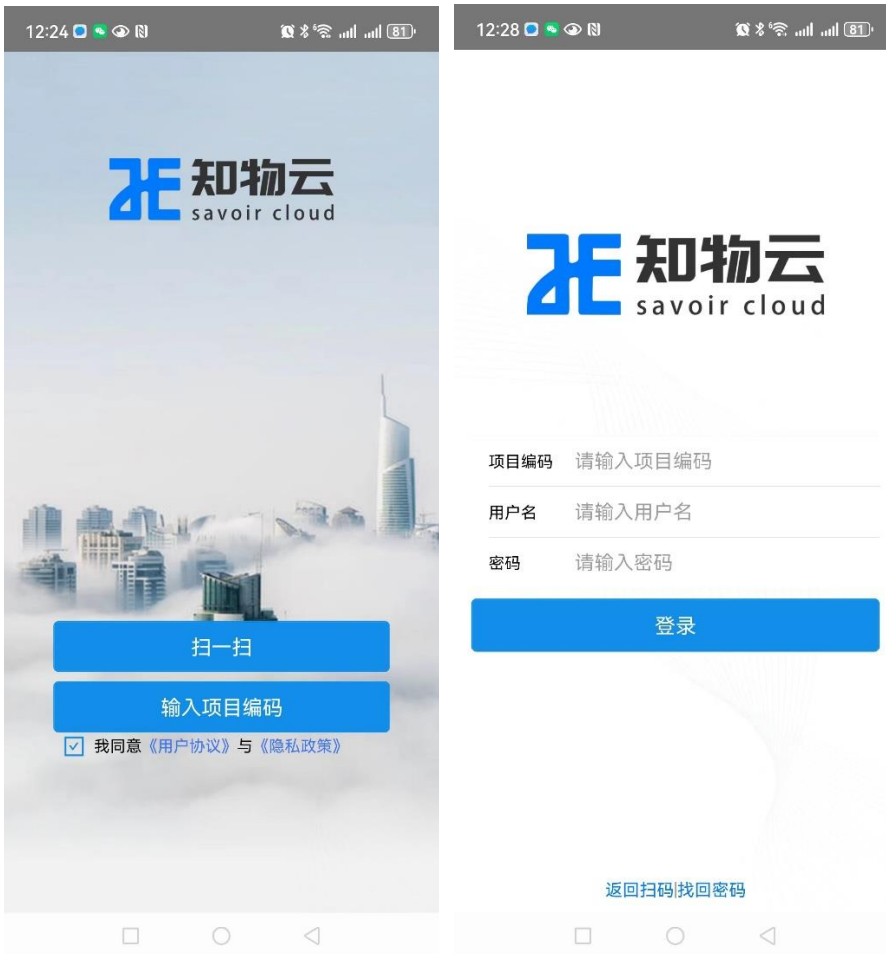 12:24
81
知物云
savoir cloud
扫一扫
输入项目编码
我同意《用户协议》与《隐私政策》
12:28
81
知物云
savoir cloud
项目编码 请输入项目编码
用户名 请输入用户名
密码 请输入密码
登录
返回扫码|找回密码